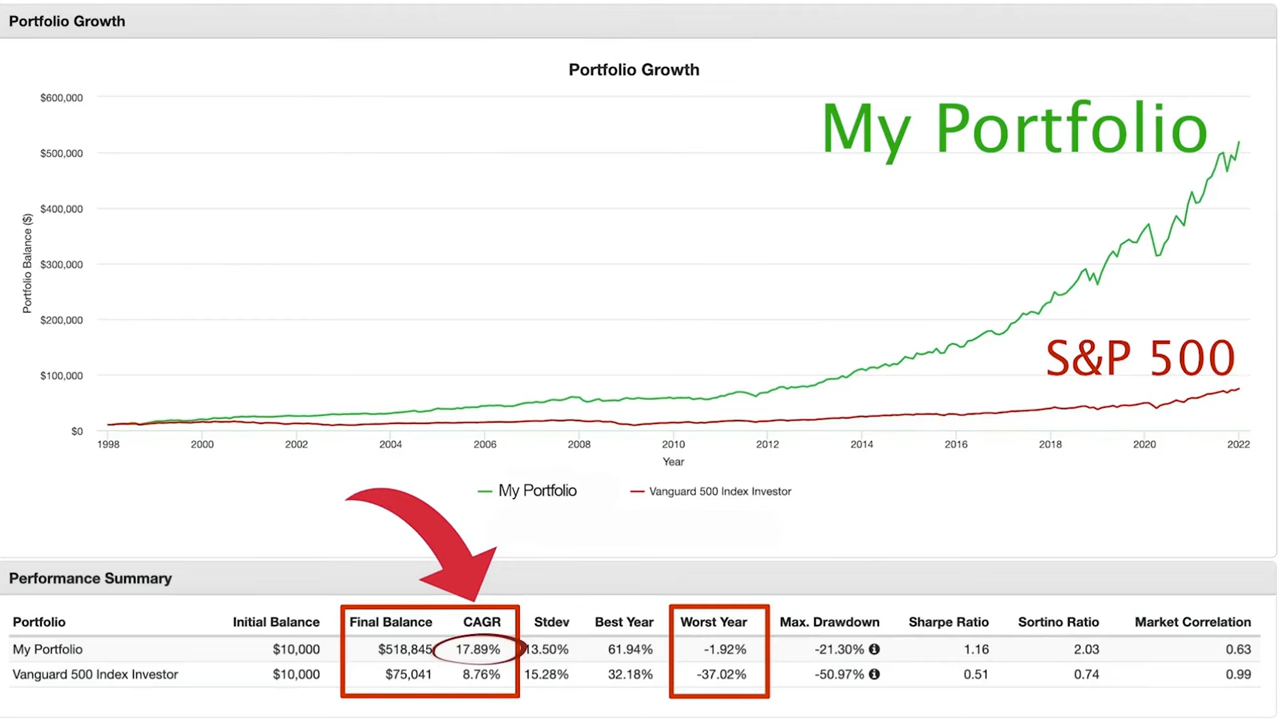 Portfolio Growth
Portfolio Growth
$600,000
My Portfolio
$500,000
$400,000
$300,000
$200,000
S&P 500
$100,000
$0
Portfolio Balance ($)
1998 2000 2002 2004 2006 2008 2010 2012 2014 2016 2018 2020 2022
Year
My Portfolio Vanguard 500 Index Investor
Performance Summary
Portfolio Initial Balance Final Balance CAGR Stdev Best Year Worst Year Max. Drawdown Sharpe Ratio Sortino Ratio Market Correlation
My Portfolio $10,000 $518,845 17.89% 13.50% 61.94% -1.92% -21.30% 1.16 2.03 0.63
Vanguard 500 Index Investor $10,000 $75,041 8.76% 15.28% 32.18% -37.02% -50.97% 0.51 0.74 0.99